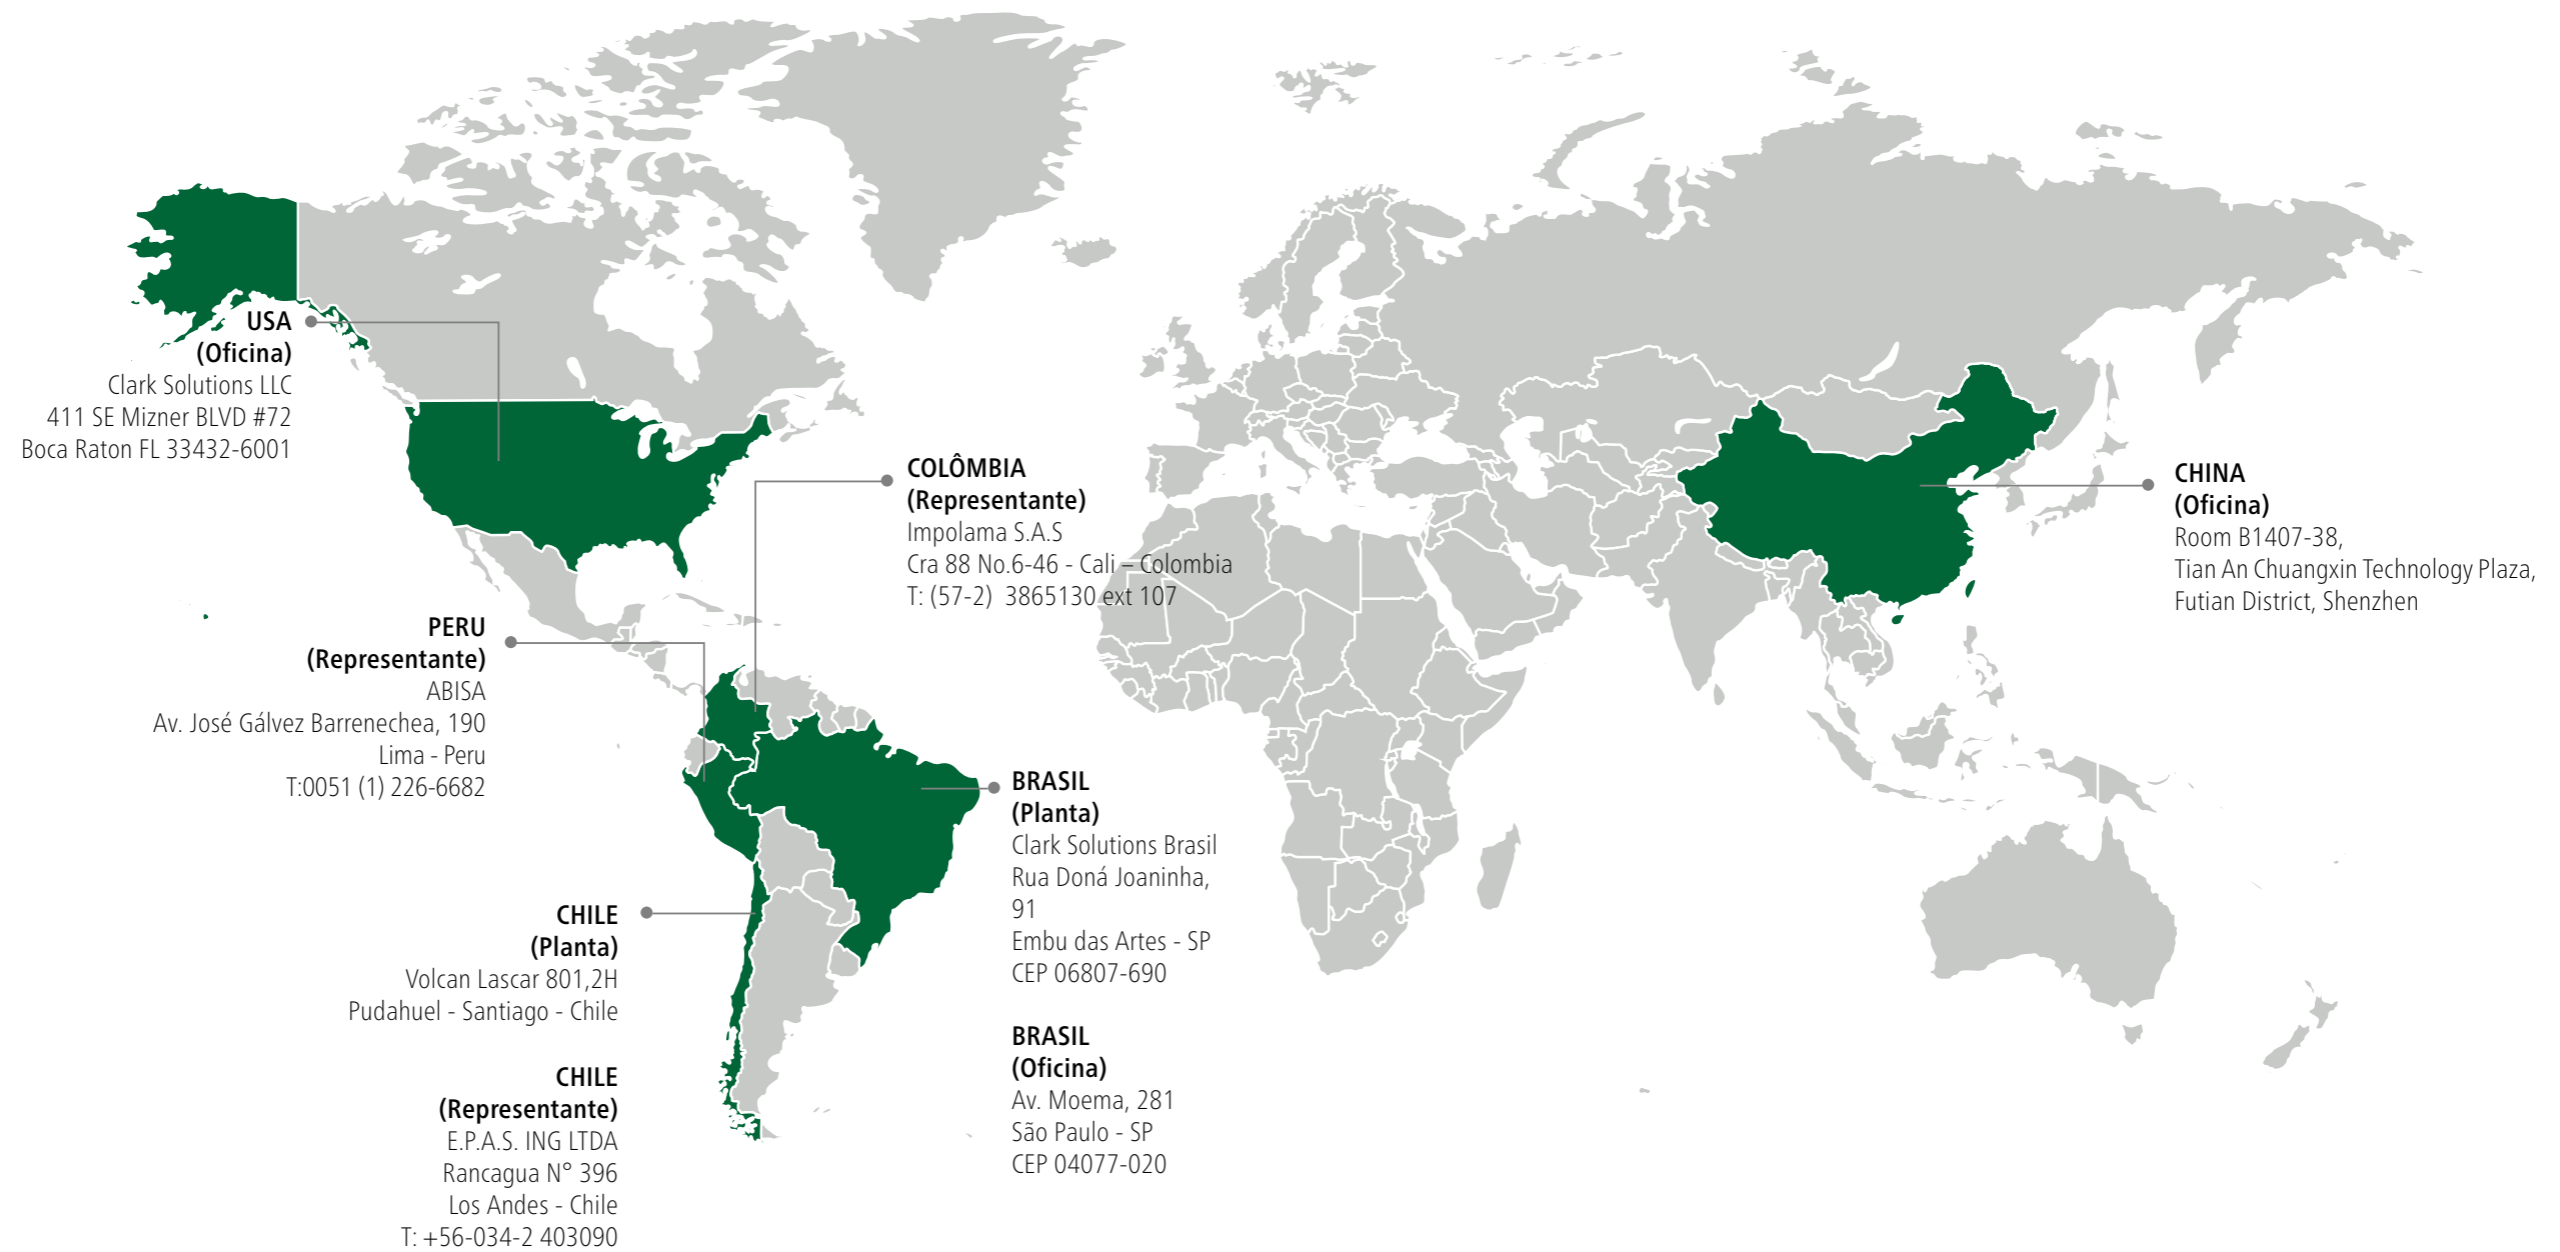 USA
(Oficina)
Clark Solutions LLC
411 SE Mizner BLVD #72
Boca Raton FL 33432-6001
COLÔMBIA
(Representante)
Impolama S.A.S
Cra 88 No.6-46 - Cali – Colombia
T: (57-2)  3865130 ext 107
CHINA
(Oficina)
Room B1407-38,
Tian An Chuangxin Technology Plaza,
Futian District, Shenzhen
PERU
(Representante)
ABISA
Av. José Gálvez Barrenechea, 190
Lima - Peru
T:0051 (1) 226-6682
BRASIL
(Planta)
Clark Solutions Brasil
Rua Doná Joaninha,
91
Embu das Artes - SP
CEP 06807-690
CHILE
(Planta)
Volcan Lascar 801,2H
Pudahuel - Santiago - Chile
BRASIL
(Oficina)
Av. Moema, 281
São Paulo - SP
CEP 04077-020
CHILE
(Representante)
E.P.A.S. ING LTDA
Rancagua N° 396
Los Andes - Chile
T: +56-034-2 403090